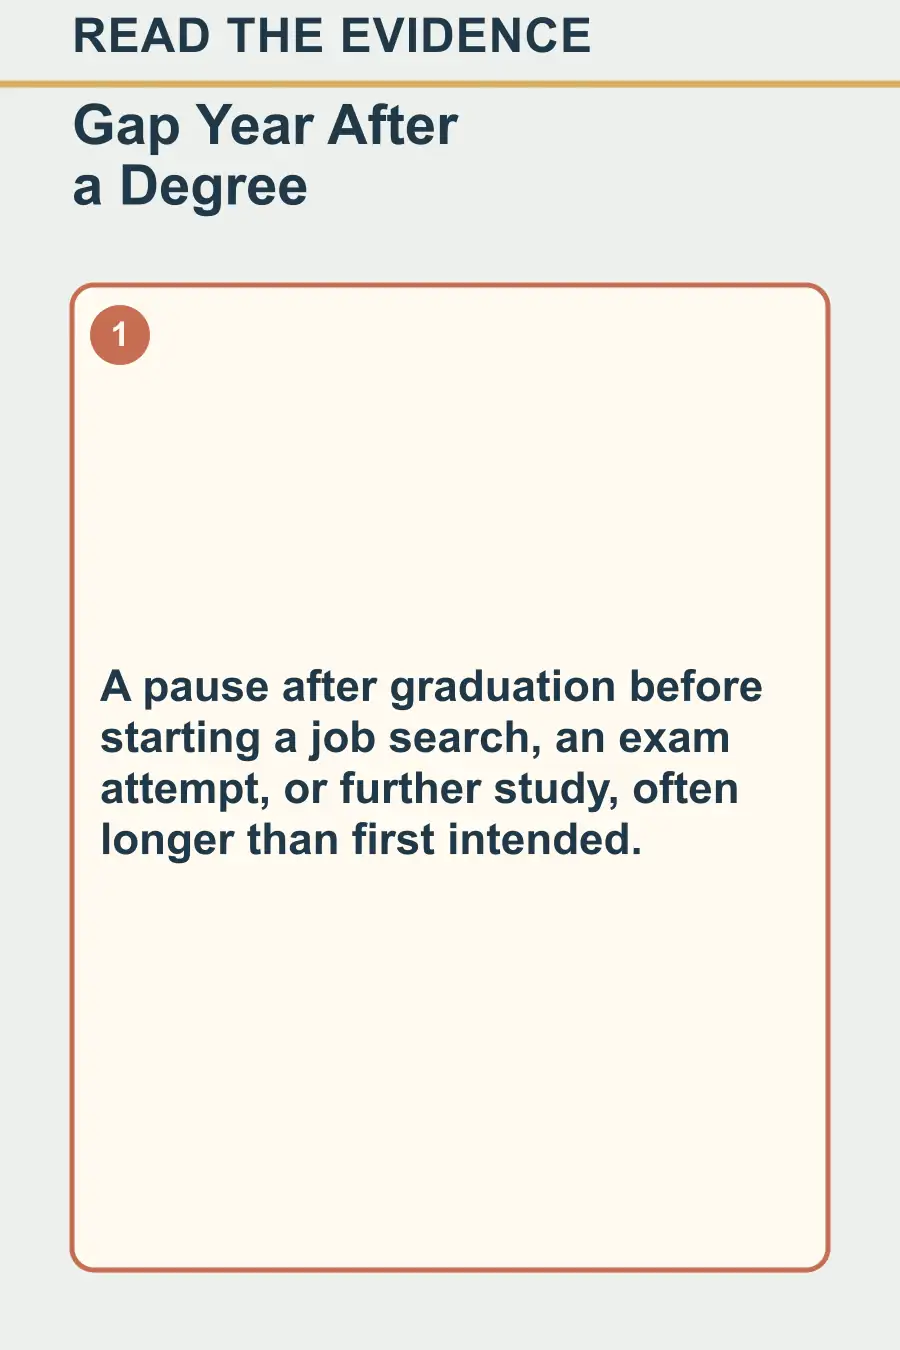 READ THE EVIDENCE
Gap Year After
a Degree
1
A pause after graduation before
starting a job search, an exam
attempt, or further study, often
longer than first intended.